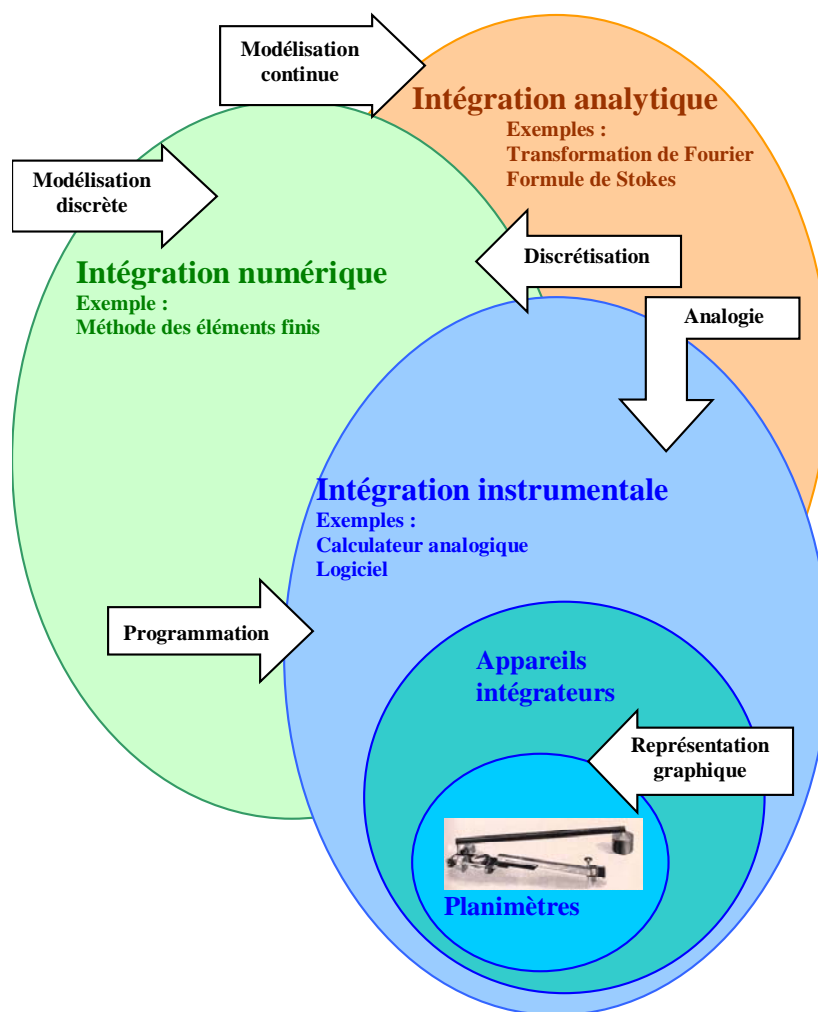 Modélisation
continue
Intégration analytique
Exemples :
Transformation de Fourier
Formule de Stokes
Modélisation
discrète
Discrétisation
Intégration numérique
Exemple :
Méthode des éléments finis
Analogie
Intégration instrumentale
Exemples :
Calculateur analogique
Logiciel
Programmation
Appareils
intégrateurs
Représentation
graphique
Planimètres